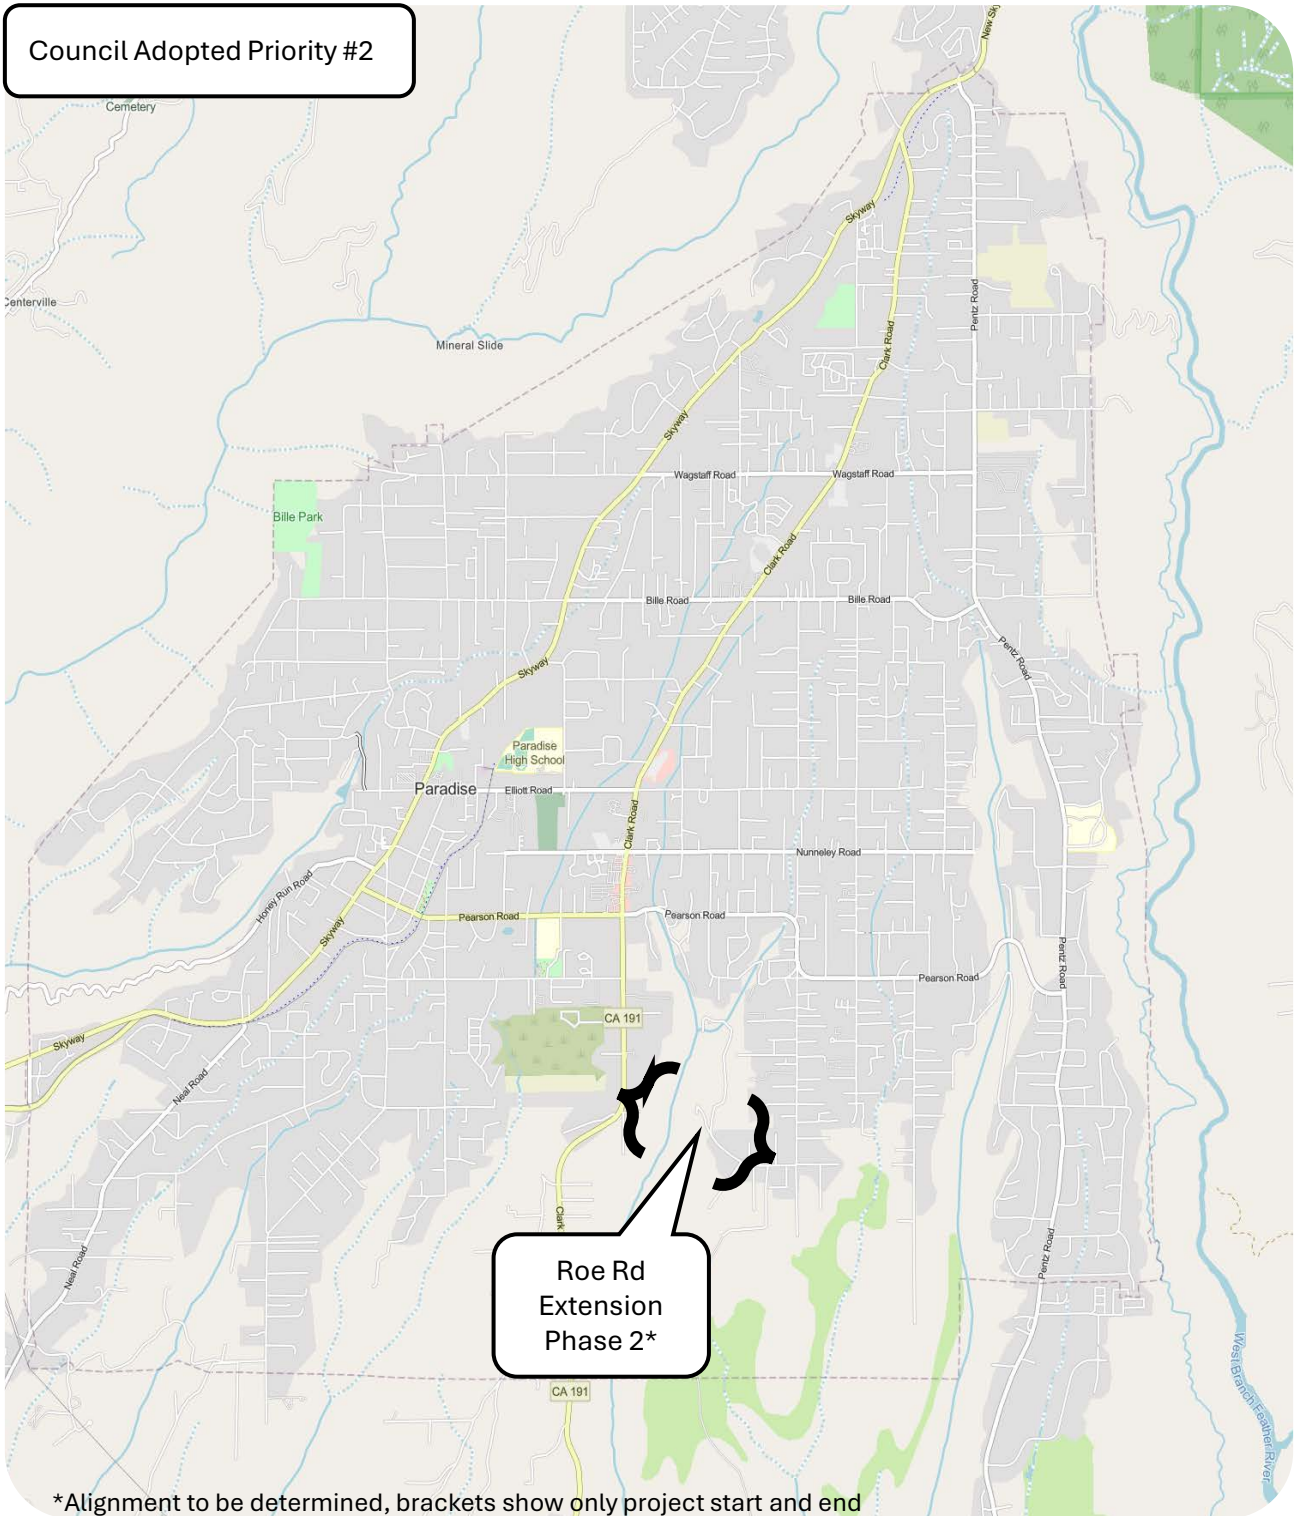 Council Adopted Priority #2
New Sk
Cemetery
Skyway
Centerville
Pentz Road
Mineral Slide
Clark Road
Skyway
Wagstaff Road
Wagstaff Road
Bille Park
Clark Road
Bille Road
Bille Road
Pentz Road
Skyway
Paradise
High School
Paradise
Elliott Road
Clark Road
Nunneley Road
Honey Run Road
Pearson Road
Pearson Road
Skyway
Pentz Road
Pearson Road
CA 191
Skyway
Neal Road
Clark
Pentz Road
Neal Road
Roe Rd
Extension
Phase 2*
West Branch Feather River
CA 191
*Alignment to be determined, brackets show only project start and end